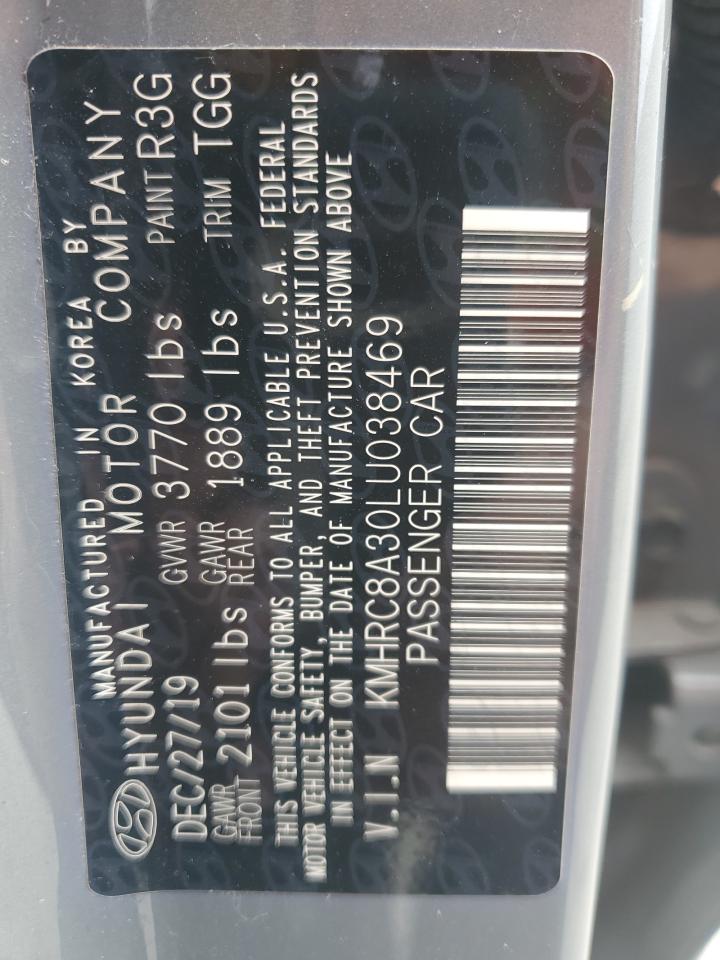 MANUFACTURED IN KOREA BY
HYUNDAI MOTOR COMPANY
DEC/27/19 GVWR 3770 lbs PAINT R3G
GAWR FRONT 2101 lbs GAWR REAR 1889 lbs TRIM TGG
THIS VEHICLE CONFORMS TO ALL APPLICABLE U.S.A. FEDERAL
MOTOR VEHICLE SAFETY, BUMPER, AND THEFT PREVENTION STANDARDS
IN EFFECT ON THE DATE OF MANUFACTURE SHOWN ABOVE
V.I.N KMHRC8A30LU038469
PASSENGER CAR